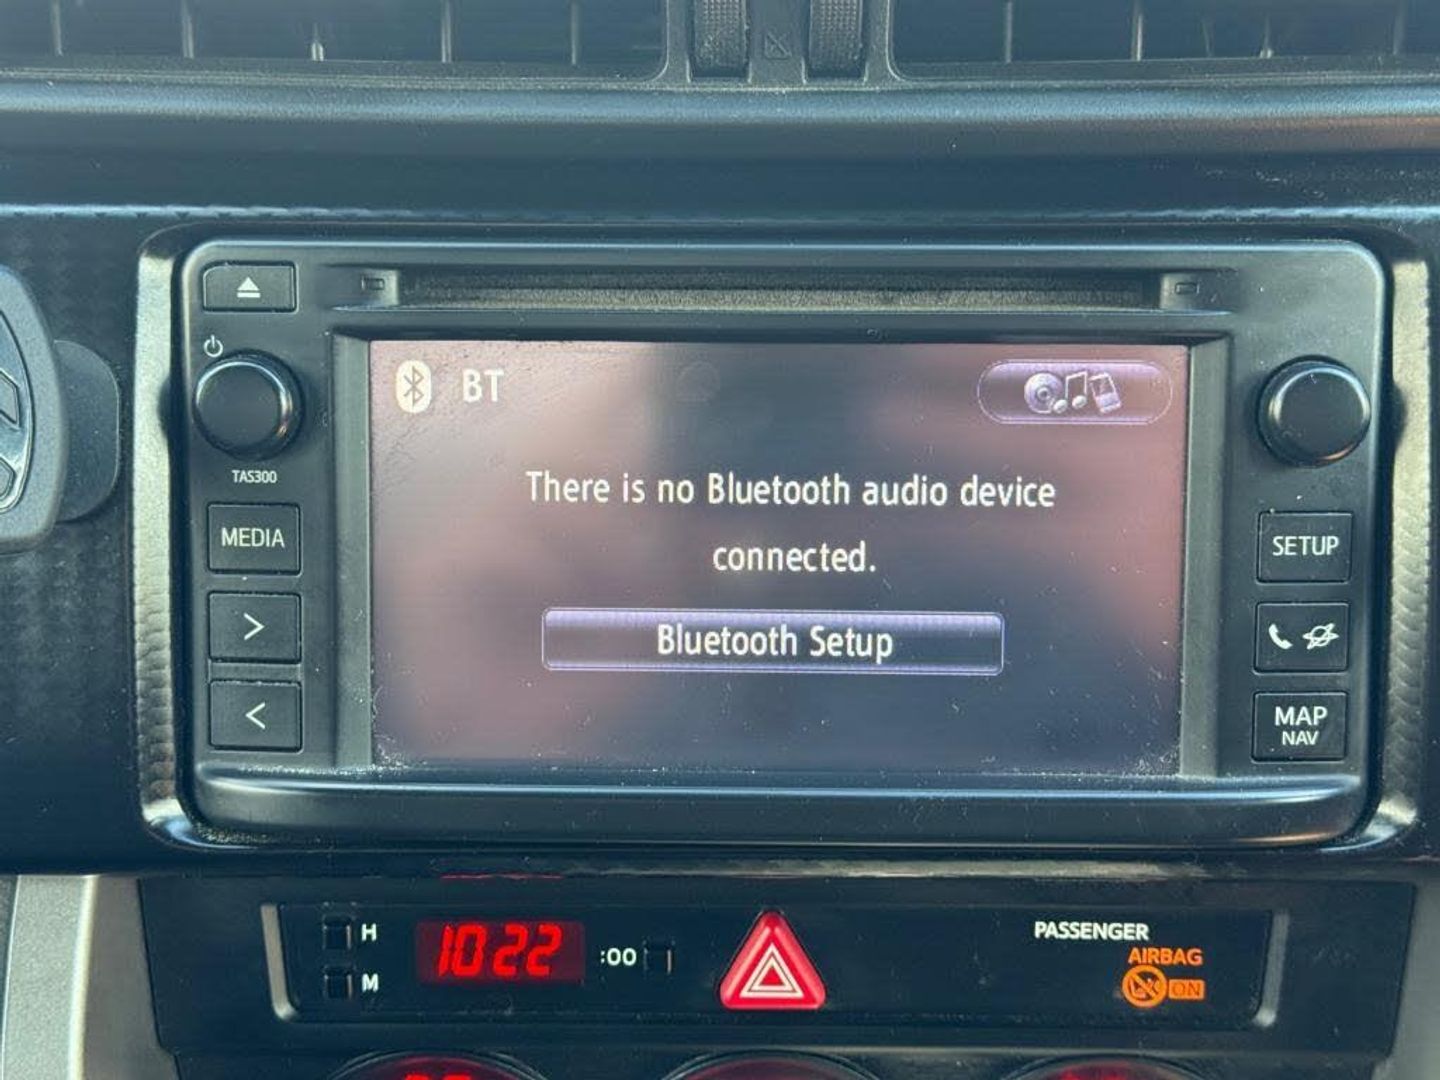 BT
TAS300
There is no Bluetooth audio device
connected.
Bluetooth Setup
MEDIA
>
<
SETUP
MAP
NAV
H
M
10:22
:00
PASSENGER
AIRBAG
ON